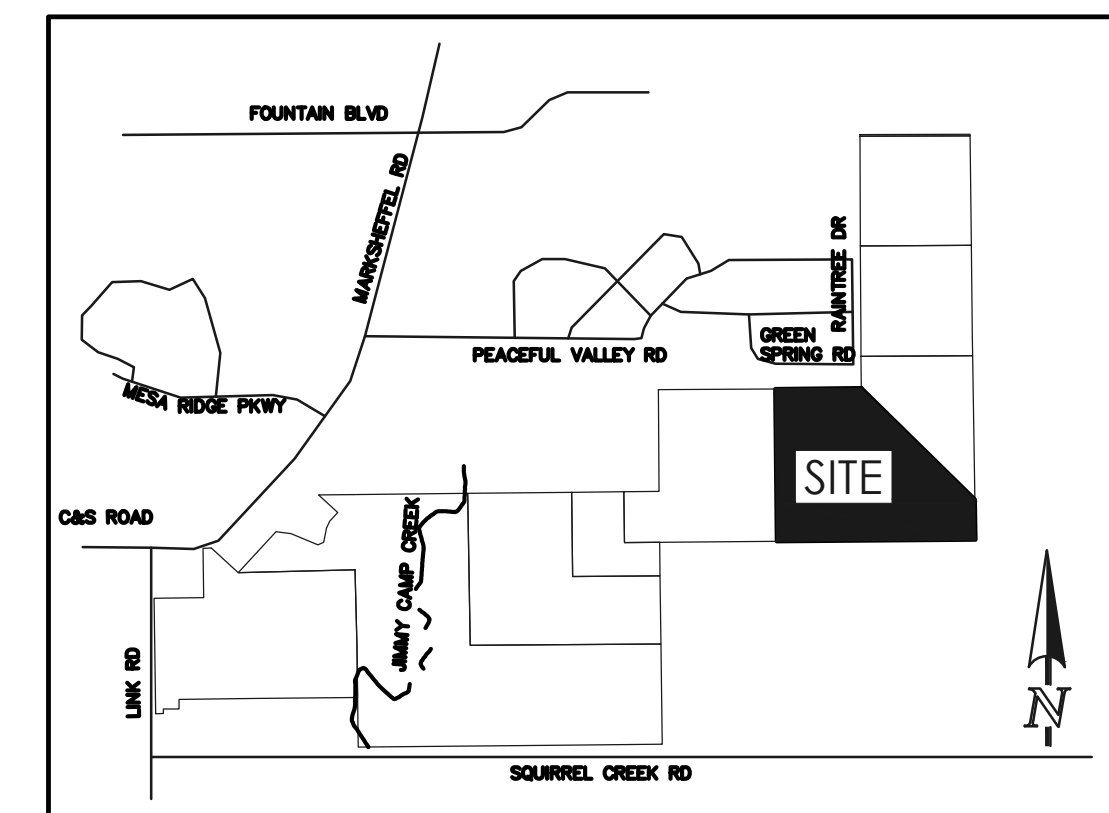 FOUNTAIN BLVD
MARKSHEFFEL RD
RAINTREE DR
GREEN
SPRING RD
PEACEFUL VALLEY RD
MESA RIDGE PKWY
SITE
C&S ROAD
JIMMY CAMP CREEK
LINK RD
N
SQUIRREL CREEK RD